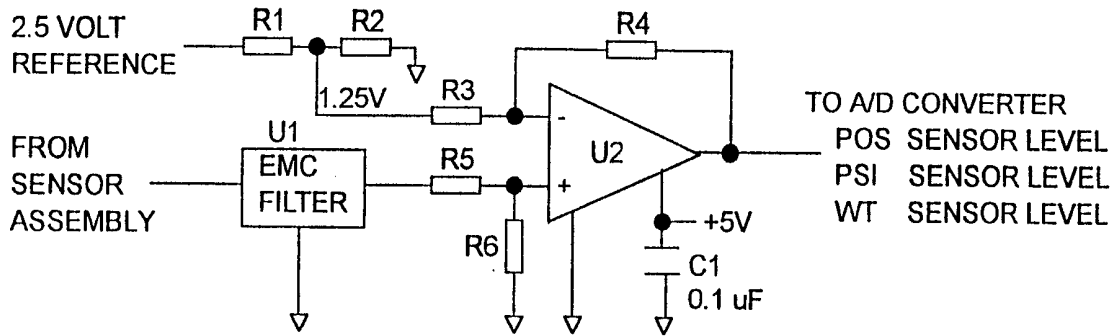 2.5 VOLT
REFERENCE
R1
R2
R4
1.25V
R3
-
U2
TO A/D CONVERTER
POS SENSOR LEVEL
PSI SENSOR LEVEL
WT SENSOR LEVEL
FROM
SENSOR
ASSEMBLY
U1
EMC
FILTER
R5
+
R6
+5V
C1
0.1 uF